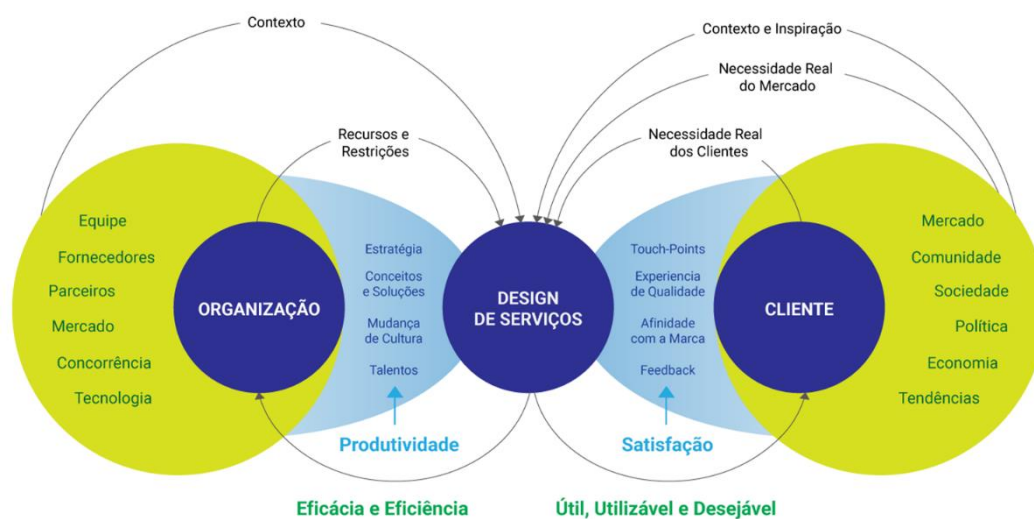 Contexto
Contexto e Inspiração
Necessidade Real
do Mercado
Recursos e
Restrições
Necessidade Real
dos Clientes
Equipe
Fornecedores
Parceiros
Mercado
Concorrência
Tecnologia
ORGANIZAÇÃO
Estratégia
Conceitos
e Soluções
Mudança
de Cultura
Talentos
Produtividade
DESIGN
DE SERVIÇOS
Touch-Points
Experiencia
de Qualidade
Afinidade
com a Marca
Feedback
Satisfação
CLIENTE
Mercado
Comunidade
Sociedade
Política
Economia
Tendências
Eficácia e Eficiência
Útil, Utilizável e Desejável